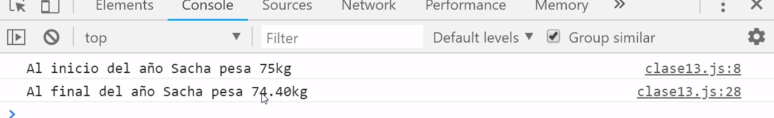 Elements Console Sources Network Performance Memory »
top ▼ Filter Default levels ▼ Group similar
Al inicio del año Sacha pesa 75kg clase13.js:8
Al final del año Sacha pesa 74.40kg clase13.js:28
>